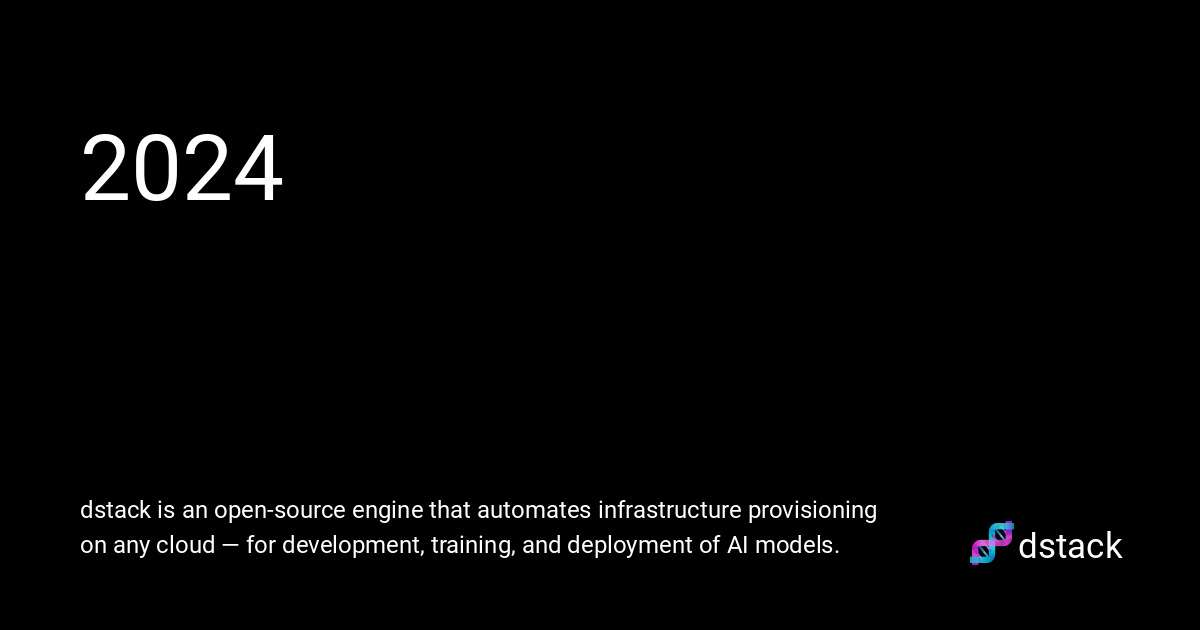 2024
dstack is an open-source engine that automates infrastructure provisioning
on any cloud — for development, training, and deployment of AI models.
dstack